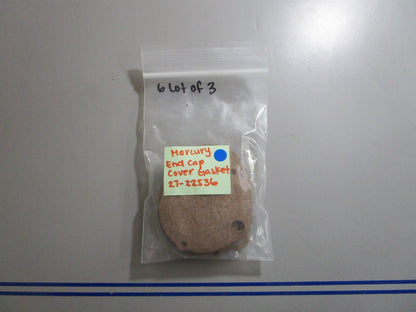 6 Lot of 3
Mercury
End Cap
Cover Gasket
27-22536